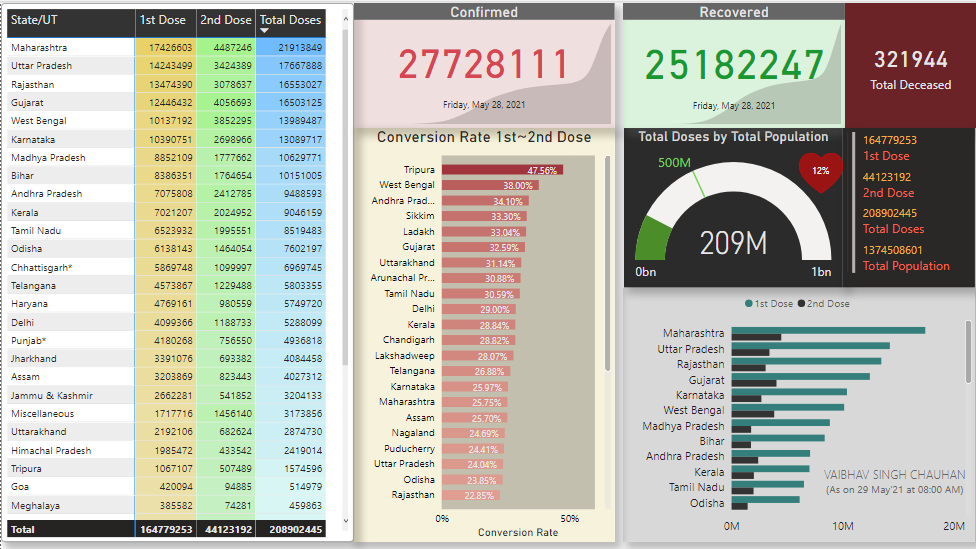 State/UT 1st Dose 2nd Dose Total Doses
Maharashtra 17426603 4487246 21913849
Uttar Pradesh 14243499 3424389 17667888
Rajasthan 13474390 3078637 16553027
Gujarat 12446432 4056693 16503125
West Bengal 10137192 3852295 13989487
Karnataka 10390751 2698966 13089717
Madhya Pradesh 8852109 1777662 10629771
Bihar 8386351 1764654 10151005
Andhra Pradesh 7075808 2412785 9488593
Kerala 7021207 2024952 9046159
Tamil Nadu 6523932 1995551 8519483
Odisha 6138143 1464054 7602197
Chhattisgarh* 5869748 1099997 6969745
Telangana 4573867 1229488 5803355
Haryana 4769161 980559 5749720
Delhi 4099366 1188733 5288099
Punjab* 4180268 756550 4936818
Jharkhand 3391076 693382 4084458
Assam 3203869 823443 4027312
Jammu & Kashmir 2662281 541852 3204133
Miscellaneous 1717716 1456140 3173856
Uttarakhand 2192106 682624 2874730
Himachal Pradesh 1985472 433542 2419014
Tripura 1067107 507489 1574596
Goa 420094 94885 514979
Meghalaya 385582 74281 459863
Total 164779253 44123192 208902445
Confirmed
27728111
Friday, May 28, 2021
Recovered
25182247
Friday, May 28, 2021
321944
Total Deceased
Conversion Rate 1st~2nd Dose
Tripura 47.56%
West Bengal 38.00%
Andhra Prad... 34.10%
Sikkim 33.30%
Ladakh 33.04%
Gujarat 32.59%
Uttarakhand 31.14%
Arunachal Pr... 30.88%
Tamil Nadu 30.59%
Delhi 29.00%
Kerala 28.84%
Chandigarh 28.82%
Lakshadweep 28.07%
Telangana 26.88%
Karnataka 25.97%
Maharashtra 25.75%
Assam 25.70%
Nagaland 24.69%
Puducherry 24.41%
Uttar Pradesh 24.04%
Odisha 23.85%
Rajasthan 22.85%
0% 50%
Conversion Rate
Total Doses by Total Population
500M
12%
209M
0bn 1bn
164779253
1st Dose
44123192
2nd Dose
208902445
Total Doses
1374508601
Total Population
1st Dose 2nd Dose
Maharashtra
Uttar Pradesh
Rajasthan
Gujarat
Karnataka
West Bengal
Madhya Pradesh
Bihar
Andhra Pradesh
Kerala
Tamil Nadu
Odisha
0M 10M 20M
VAIBHAV SINGH CHAUHAN
(As on 29 May'21 at 08:00 AM)